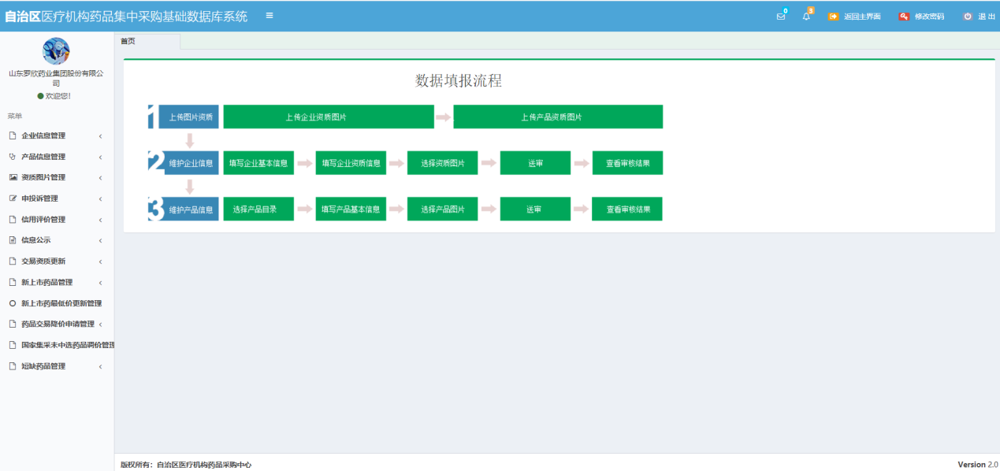 自治区医疗机构药品集中采购基础数据库系统
0
3
返回主界面
修改密码
退 出
山东罗欣药业集团股份有限公
司
欢迎您!
菜单
企业信息管理
产品信息管理
资质图片管理
申投诉管理
信用评价管理
信息公示
交易资质更新
新上市药品管理
新上市药最低价更新管理
药品交易降价申请管理
国家集采未中选药品调价管理
短缺药品管理
首页
数据填报流程
1 上传图片资质 上传企业资质图片 上传产品资质图片
2 维护企业信息 填写企业基本信息 填写企业资质信息 选择资质图片 送审 查看审核结果
3 维护产品信息 选择产品目录 填写产品基本信息 选择产品图片 送审 查看审核结果
版权所有：自治区医疗机构药品采购中心
Version 2.0